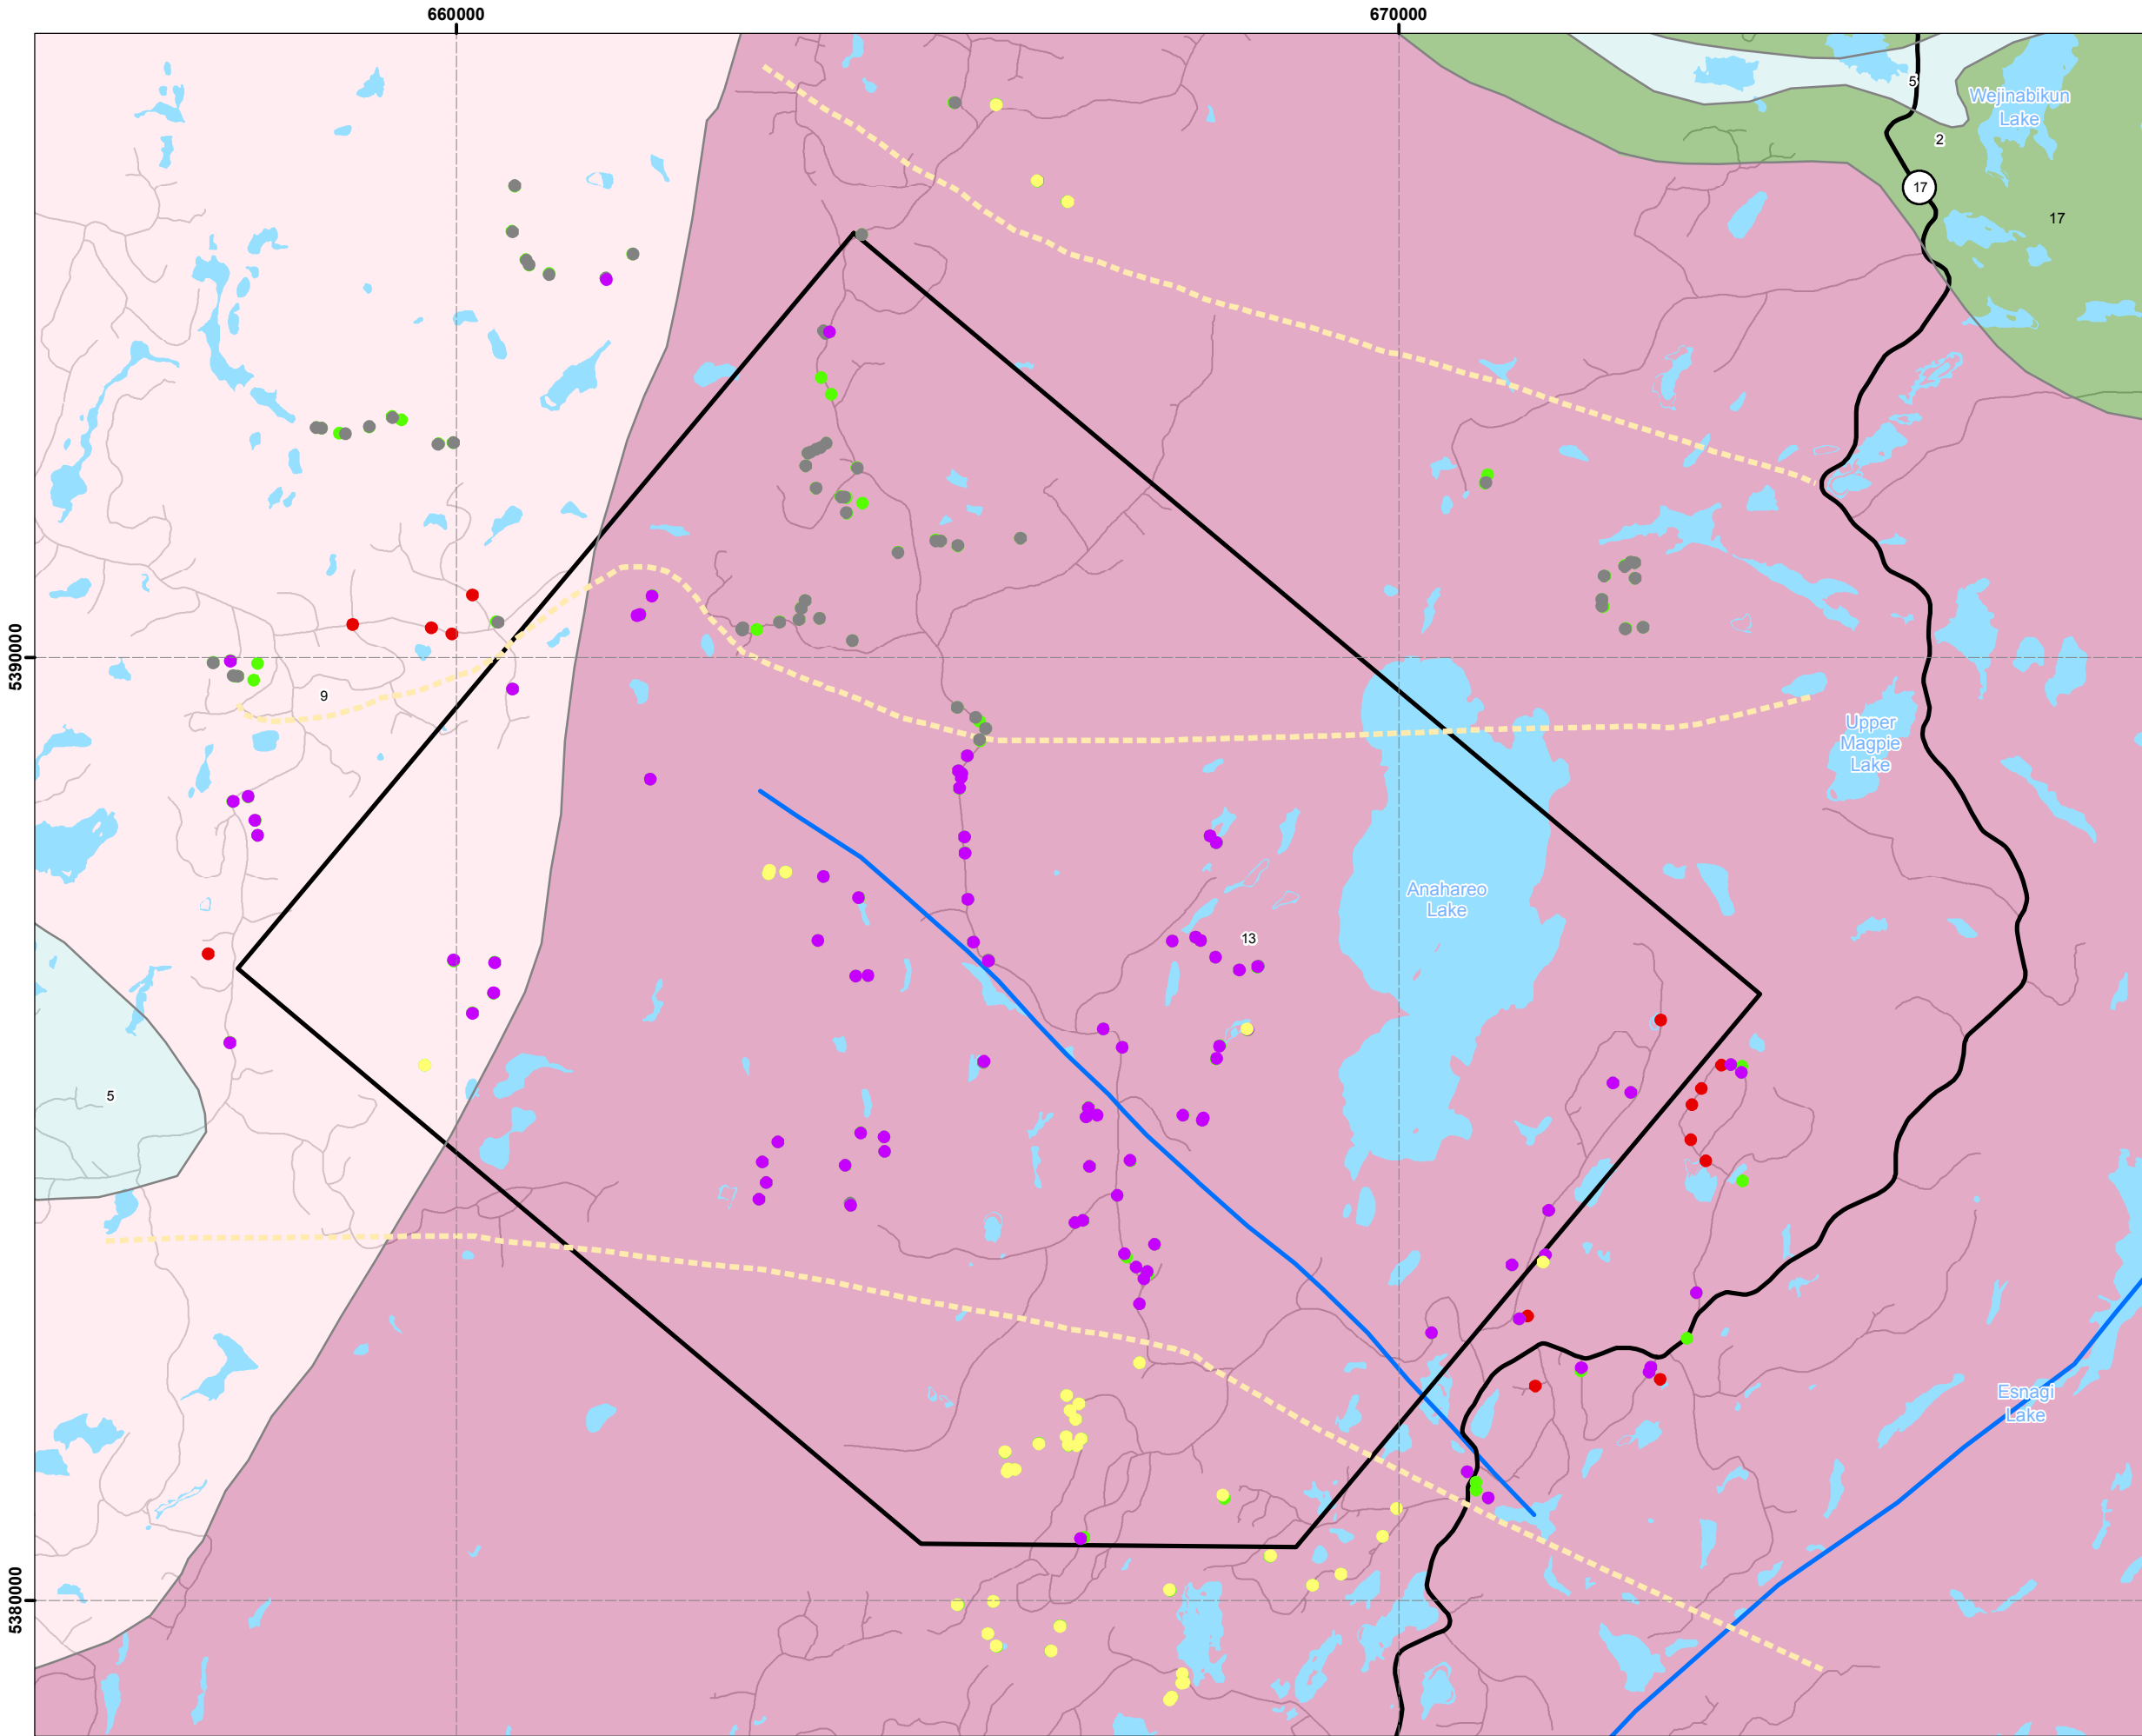 660000
670000
5
Wejinabikun
Lake
2
17
17
5390000
9
Upper
Magpie
Lake
Anahareo
Lake
13
5
Esnagi
Lake
5380000